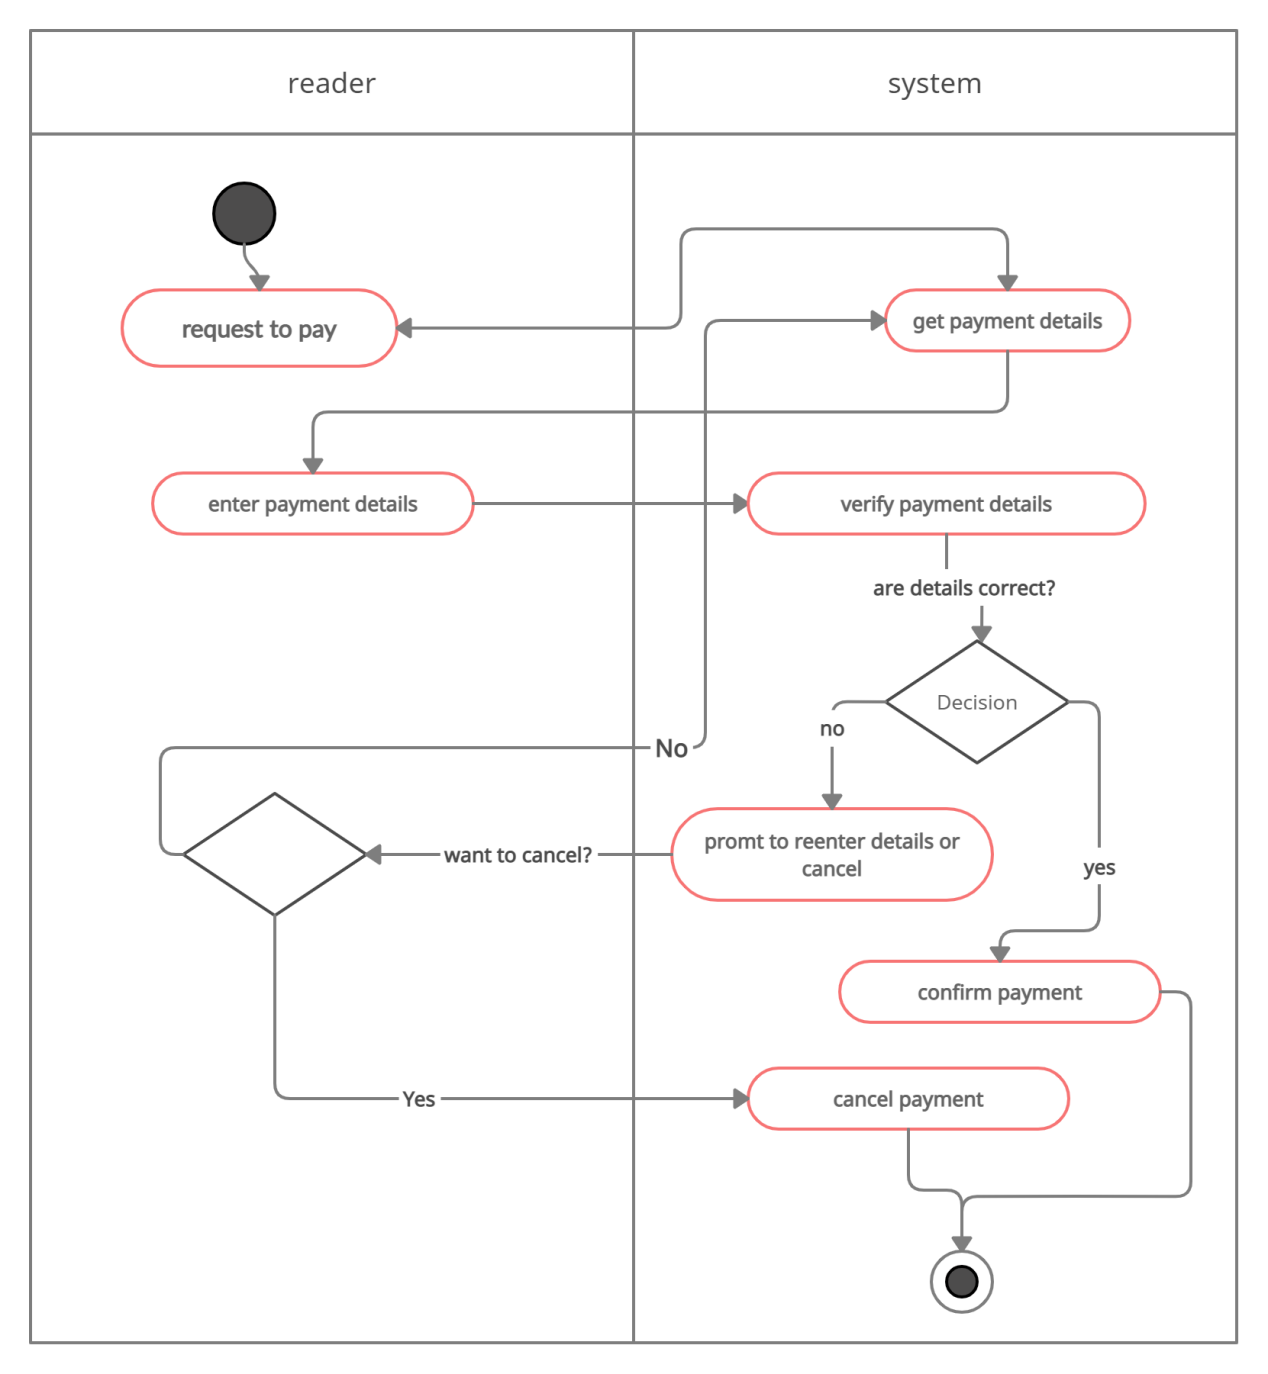 reader
system
request to pay
get payment details
enter payment details
verify payment details
are details correct?
Decision
no
No
promt to reenter details or
cancel
want to cancel?
yes
confirm payment
Yes
cancel payment